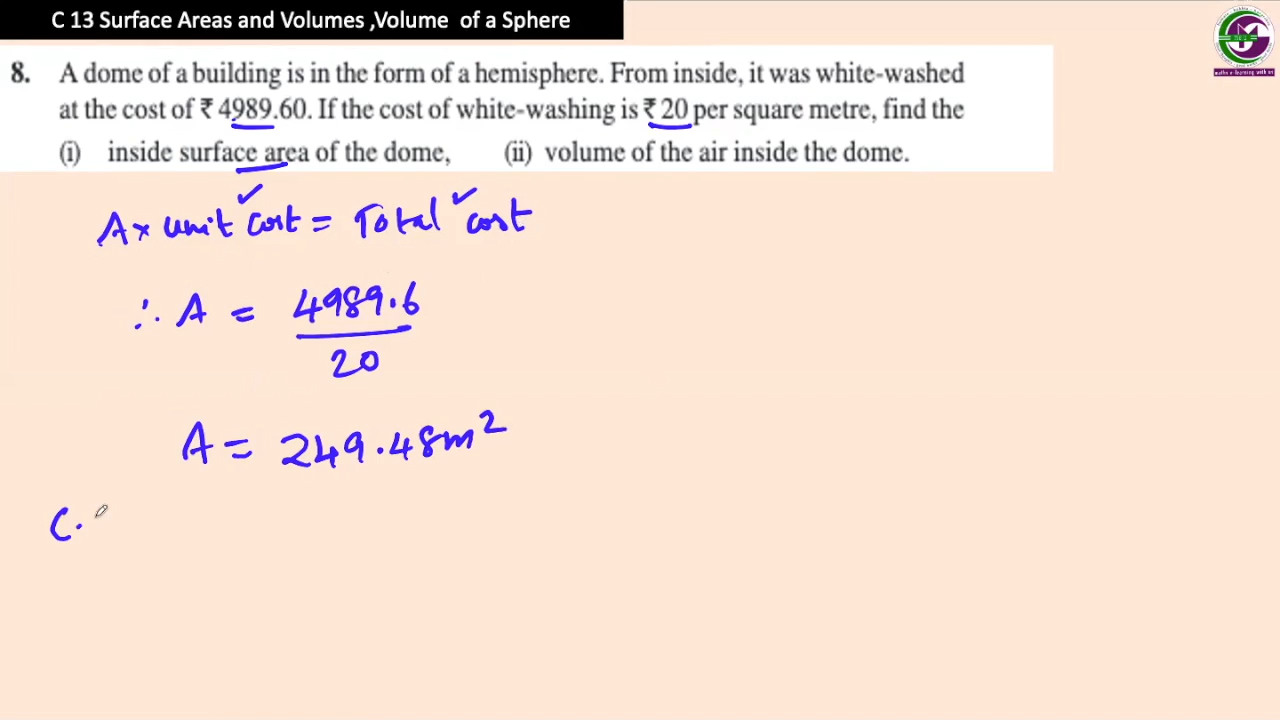 C 13 Surface Areas and Volumes ,Volume of a Sphere
8. A dome of a building is in the form of a hemisphere. From inside, it was white-washed
at the cost of ₹ 4989.60. If the cost of white-washing is ₹ 20 per square metre, find the
(i) inside surface area of the dome, (ii) volume of the air inside the dome.
A× unit cost = Total cost
∴ A = 4989.6
20
A = 249.48m²
C.